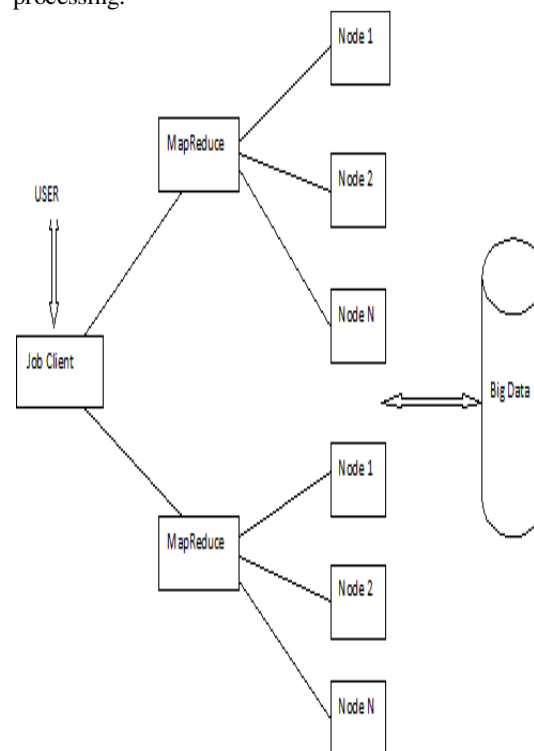 processing.
Node 1
MapReduce
Node 2
USER
Node N
Job Client
Big Data
Node 1
MapReduce
Node 2
Node N